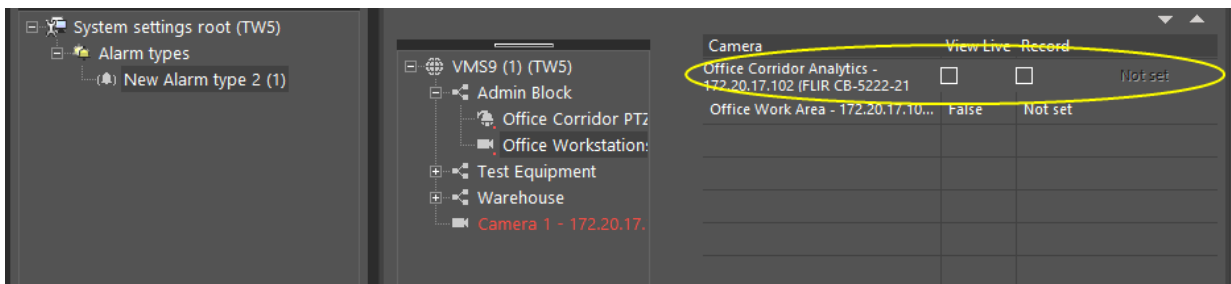 System settings root (TW5)
Alarm types
New Alarm type 2 (1)
VMS9 (1) (TW5)
Admin Block
Office Corridor PTZ
Office Workstations
Test Equipment
Warehouse
Camera 1 - 172.20.17.
Camera View Live Record
Office Corridor Analytics -
172.20.17.102 (FLIR CB-5222-21
Not set
Office Work Area - 172.20.17.10... False Not set